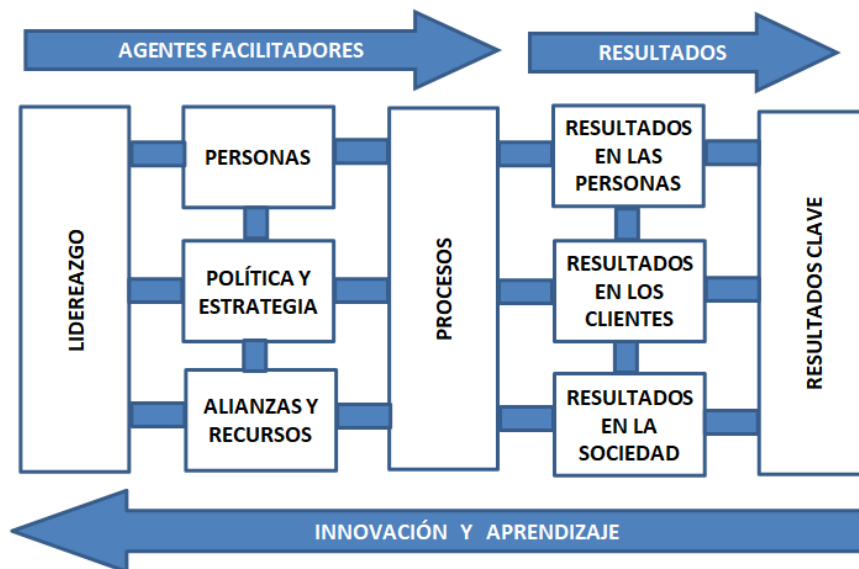 AGENTES FACILITADORES
RESULTADOS
LIDEREAZGO
PERSONAS
POLÍTICA Y
ESTRATEGIA
ALIANZAS Y
RECURSOS
PROCESOS
RESULTADOS
EN LAS
PERSONAS
RESULTADOS
EN LOS
CLIENTES
RESULTADOS
EN LA
SOCIEDAD
RESULTADOS CLAVE
INNOVACIÓN Y APRENDIZAJE